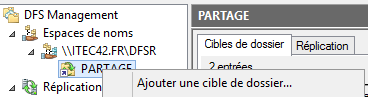 DFS Management
Espaces de noms
\\ITEC42.FR\DFSR
PARTAGE
Réplication
PARTAGE
Cibles de dossier
Réplication
2 entrées
Ajouter une cible de dossier...